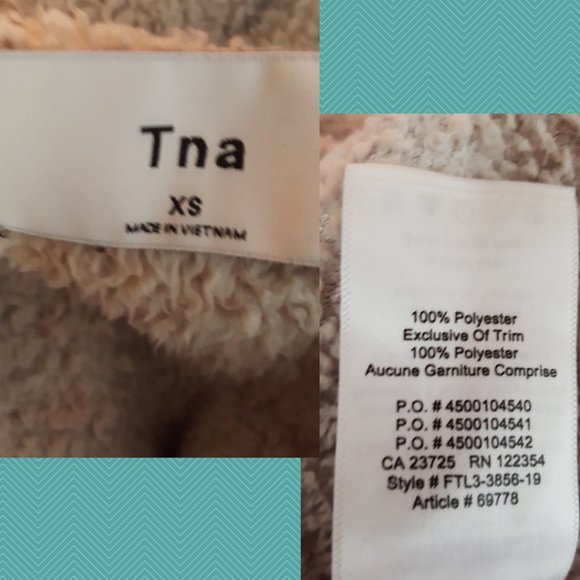 Tna
XS
MADE IN VIETNAM
100% Polyester
Exclusive Of Trim
100% Polyester
Aucune Garniture Comprise
P.O. # 4500104540
P.O. # 4500104541
P.O. # 4500104542
CA 23725 RN 122354
Style # FTL3-3856-19
Article # 69778